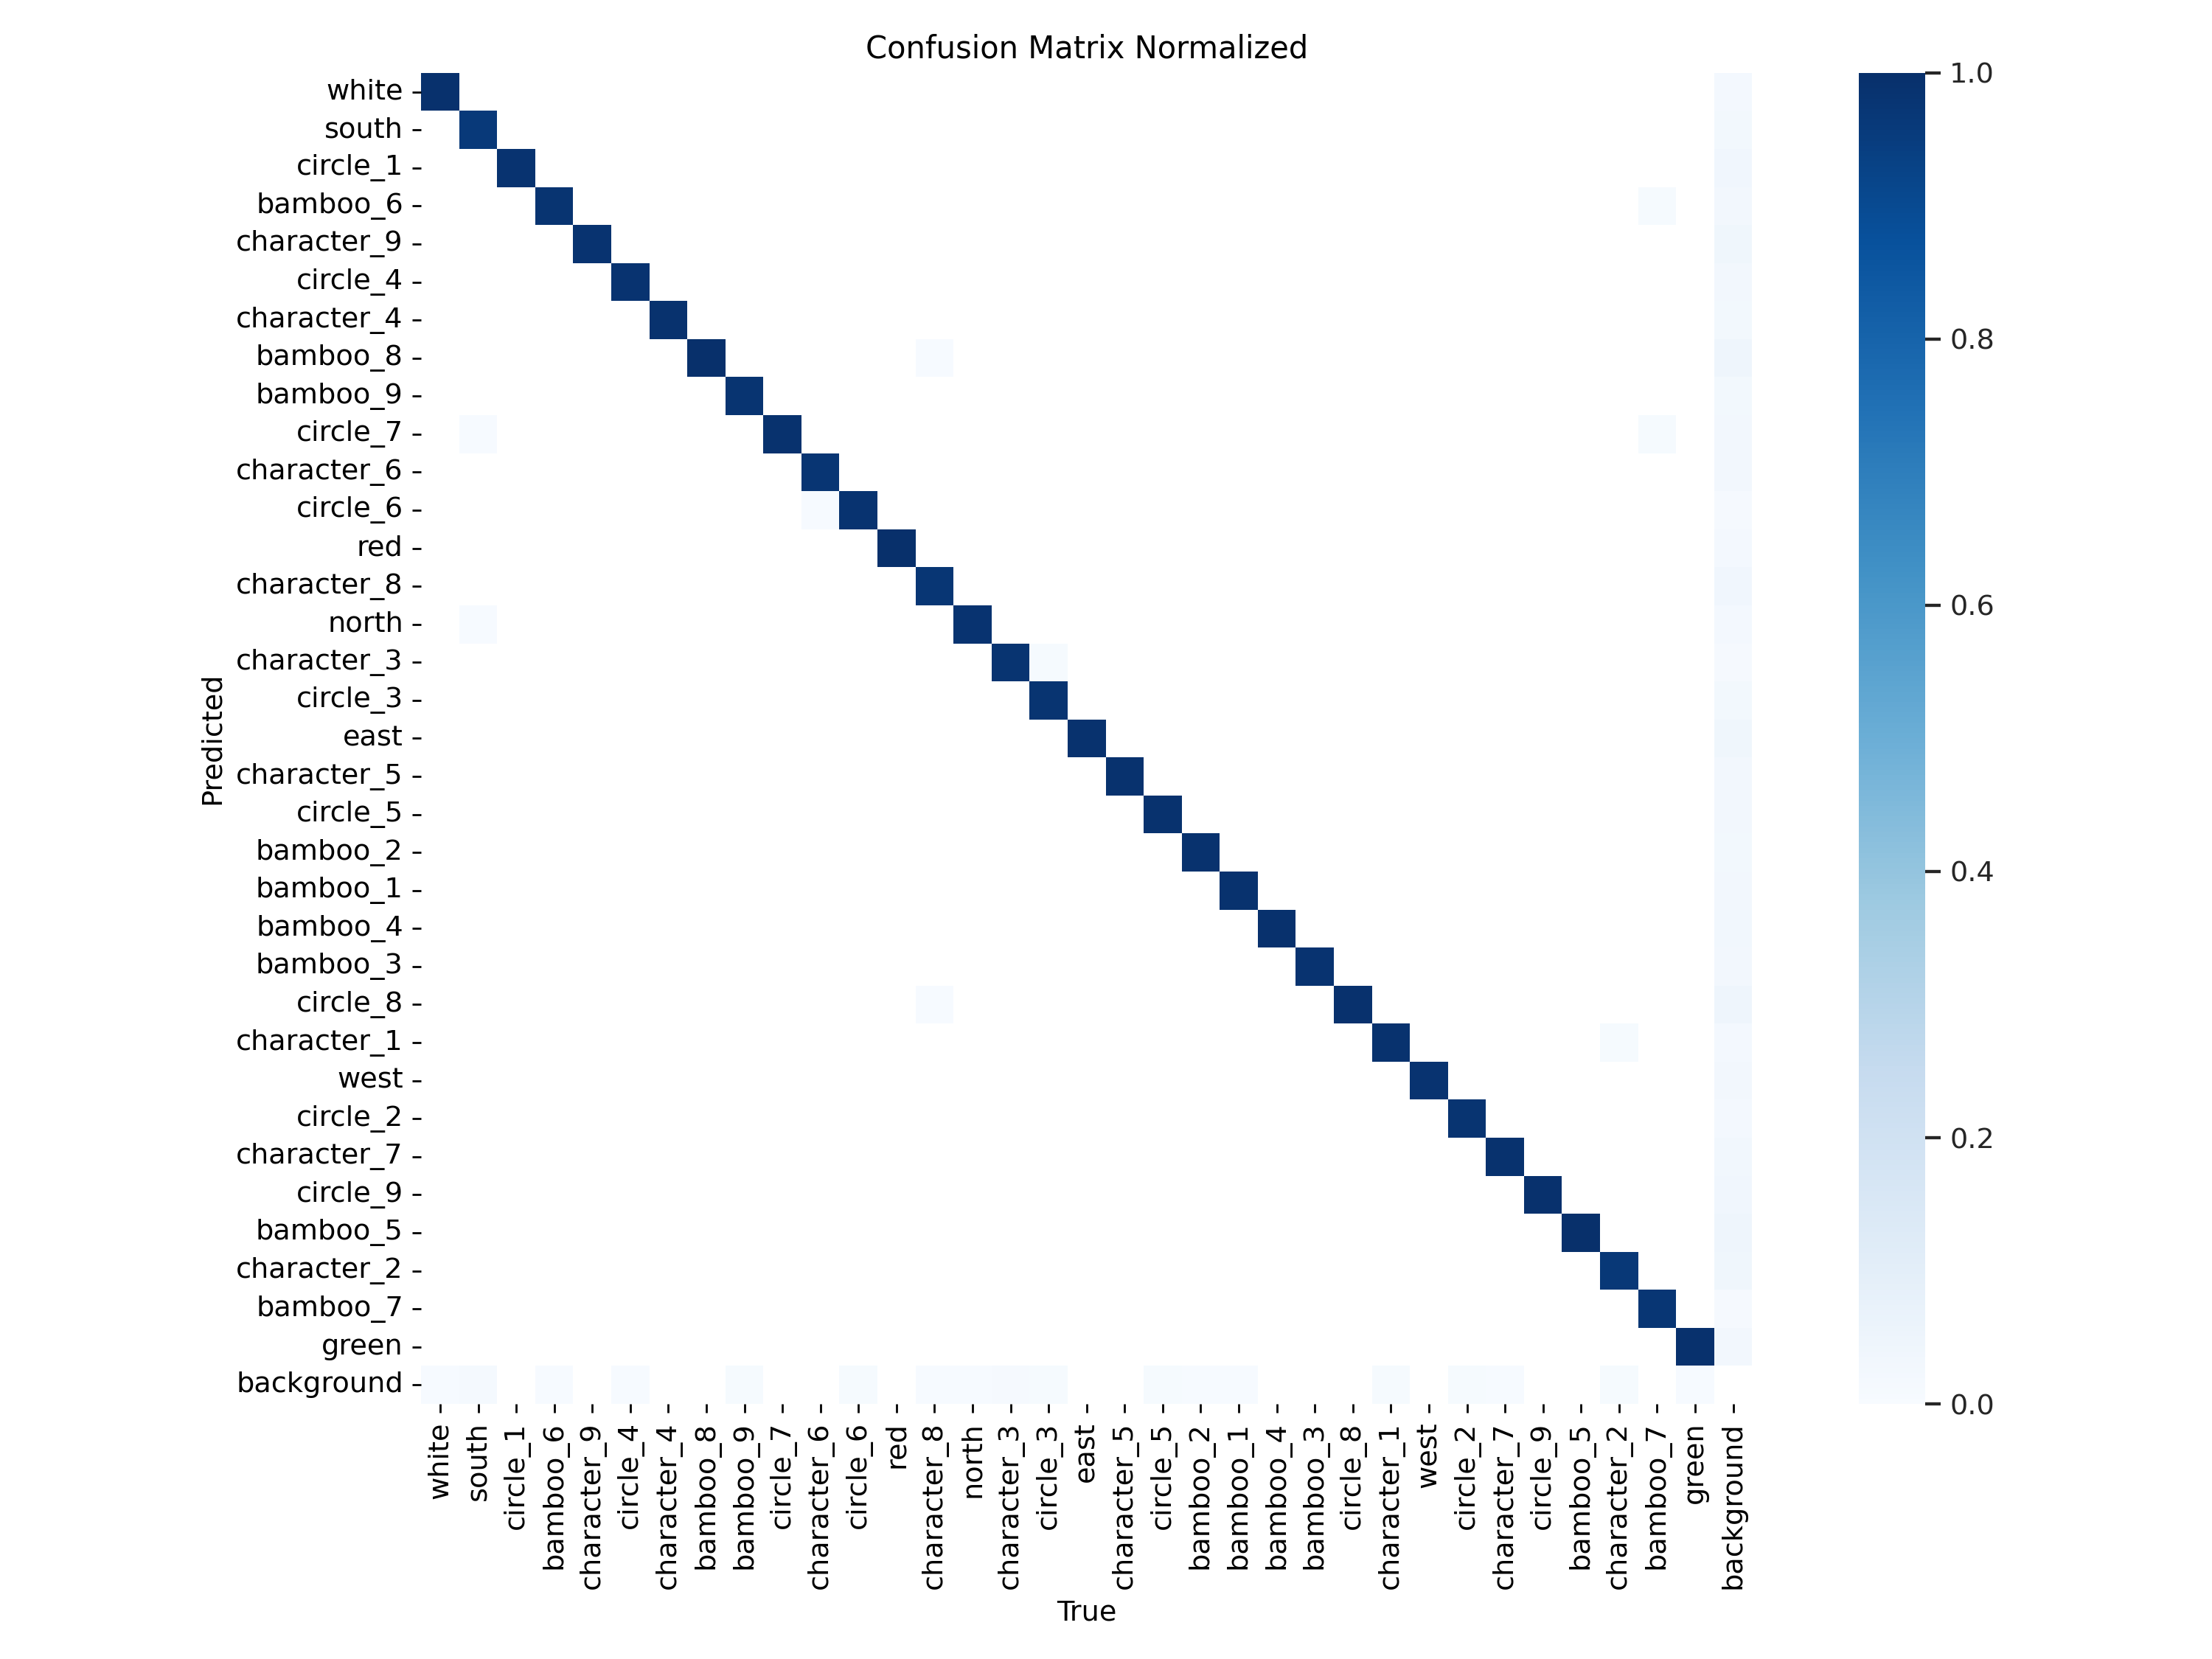 Confusion Matrix Normalized
white
south
circle_1
bamboo_6
character_9
circle_4
character_4
bamboo_8
bamboo_9
circle_7
character_6
circle_6
red
character_8
north
character_3
circle_3
east
character_5
circle_5
bamboo_2
bamboo_1
bamboo_4
bamboo_3
circle_8
character_1
west
circle_2
character_7
circle_9
bamboo_5
character_2
bamboo_7
green
background
Predicted
white
south
circle_1
bamboo_6
character_9
circle_4
character_4
bamboo_8
bamboo_9
circle_7
character_6
circle_6
red
character_8
north
character_3
circle_3
east
character_5
circle_5
bamboo_2
bamboo_1
bamboo_4
bamboo_3
circle_8
character_1
west
circle_2
character_7
circle_9
bamboo_5
character_2
bamboo_7
green
background
True
1.0
0.8
0.6
0.4
0.2
0.0